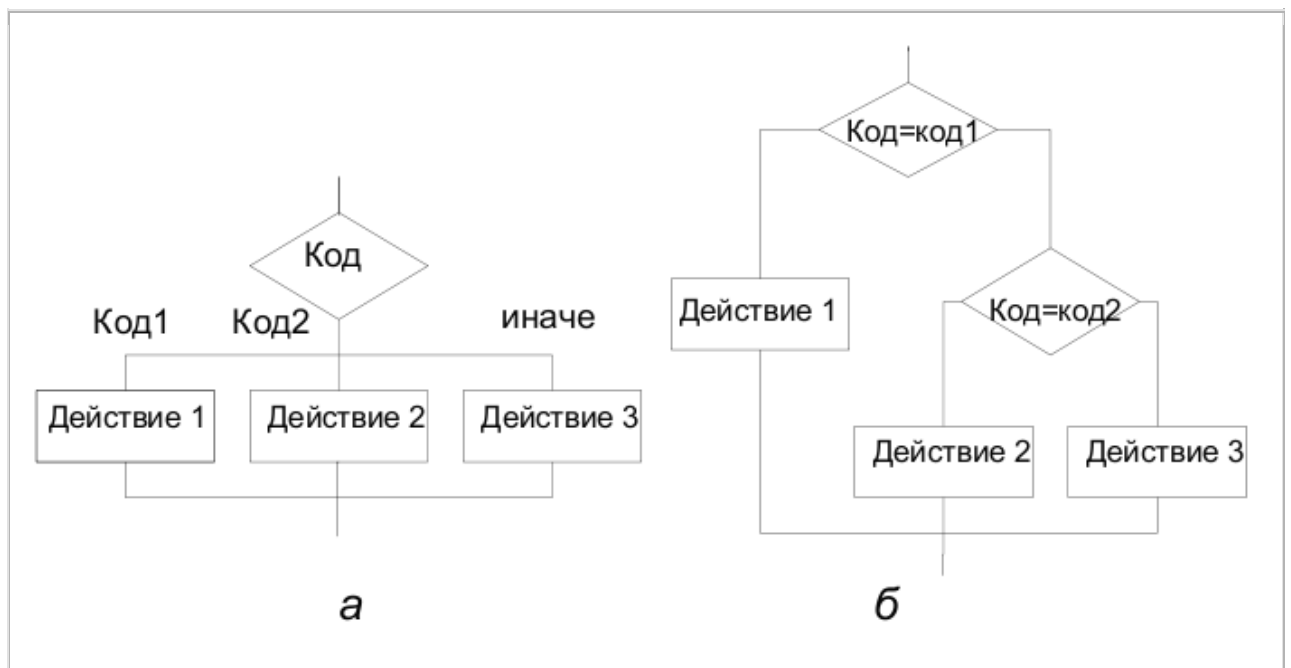 Код
Код1
Код2
иначе
Действие 1
Действие 2
Действие 3
а
Код=код1
Действие 1
Код=код2
Действие 2
Действие 3
б